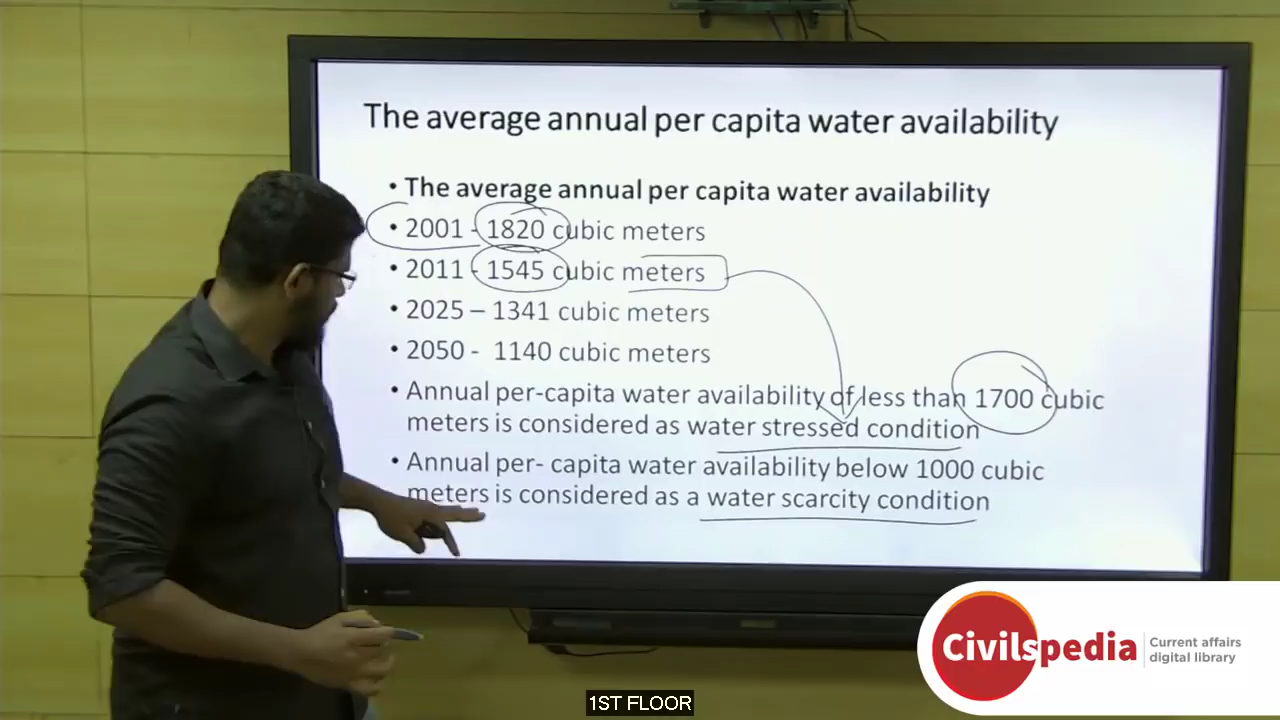 The average annual per capita water availability
• The average annual per capita water availability
• 2001 - 1820 cubic meters
• 2011 - 1545 cubic meters
• 2025 – 1341 cubic meters
• 2050 - 1140 cubic meters
• Annual per-capita water availability of less than 1700 cubic
meters is considered as water stressed condition
• Annual per- capita water availability below 1000 cubic
meters is considered as a water scarcity condition
Civilspedia
Current affairs
digital library
1ST FLOOR